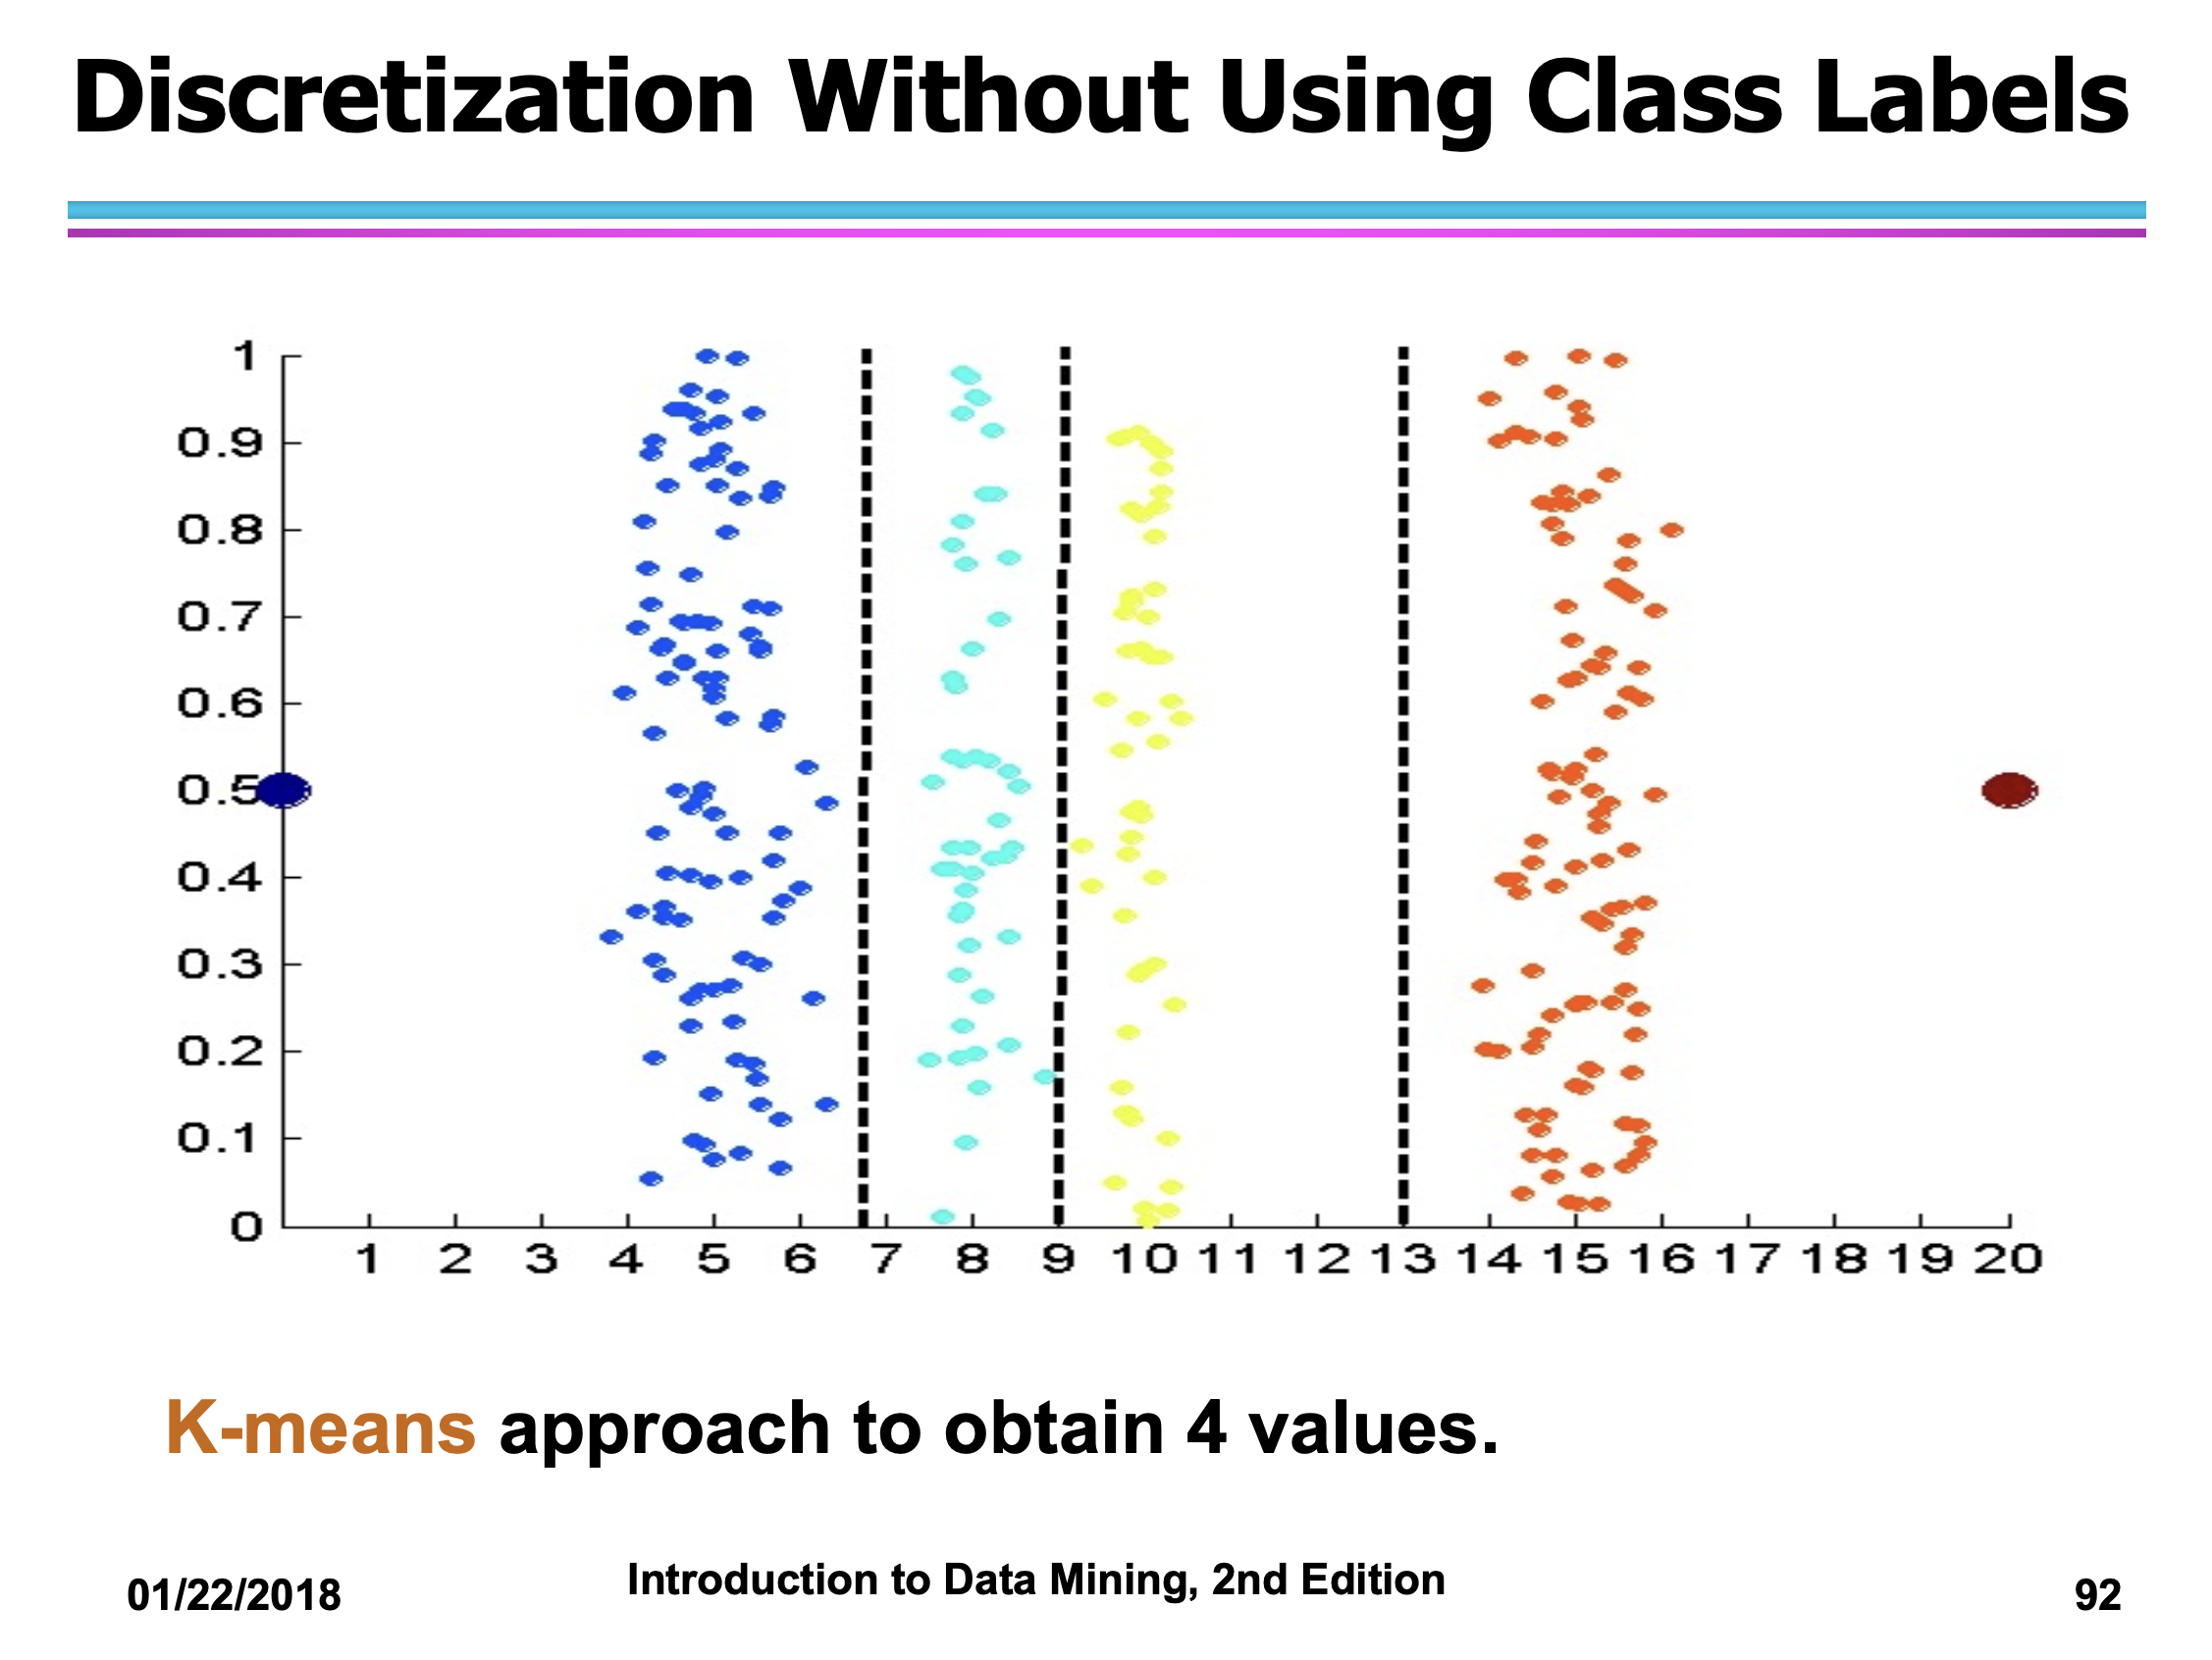 Discretization Without Using Class Labels
1
0.9
0.8
0.7
0.6
0.5
0.4
0.3
0.2
0.1
0
1 2 3 4 5 6 7 8 9 10 11 12 13 14 15 16 17 18 19 20
K-means approach to obtain 4 values.
01/22/2018 Introduction to Data Mining, 2nd Edition 92